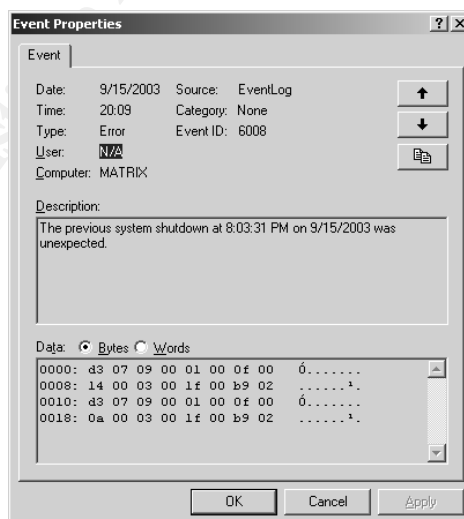 Event Properties
Event
Date: 9/15/2003 Source: EventLog
Time: 20:09 Category: None
Type: Error Event ID: 6008
User: N/A
Computer: MATRIX
Description:
The previous system shutdown at 8:03:31 PM on 9/15/2003 was
unexpected.
Data: Bytes Words
0000: d3 07 09 00 01 00 0f 00 Ó.......
0008: 14 00 03 00 1f 00 b9 02 ......¹.
0010: d3 07 09 00 01 00 0f 00 Ó.......
0018: 0a 00 03 00 1f 00 b9 02 ......¹.
OK Cancel Apply